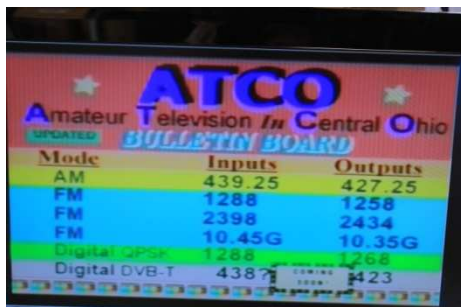 ATCO
Amateur Television In Central Ohio
UPDATED BULLETIN BOARD
Mode Inputs Outputs
AM 439.25 427.25
FM 1288 1258
FM 2398 2434
FM 10.45G 10.35G
Digital QPSK 1288 1268
Digital DVB-T 438? COMING SOON! 423